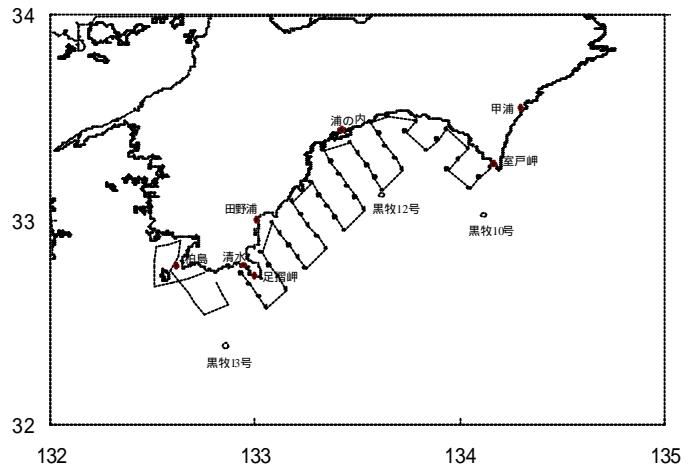 34
甲浦
浦の内
室戸岬
黒牧12号
田野浦
33
黒牧10号
柏島
清水
足摺岬
黒牧13号
32
132
133
134
135